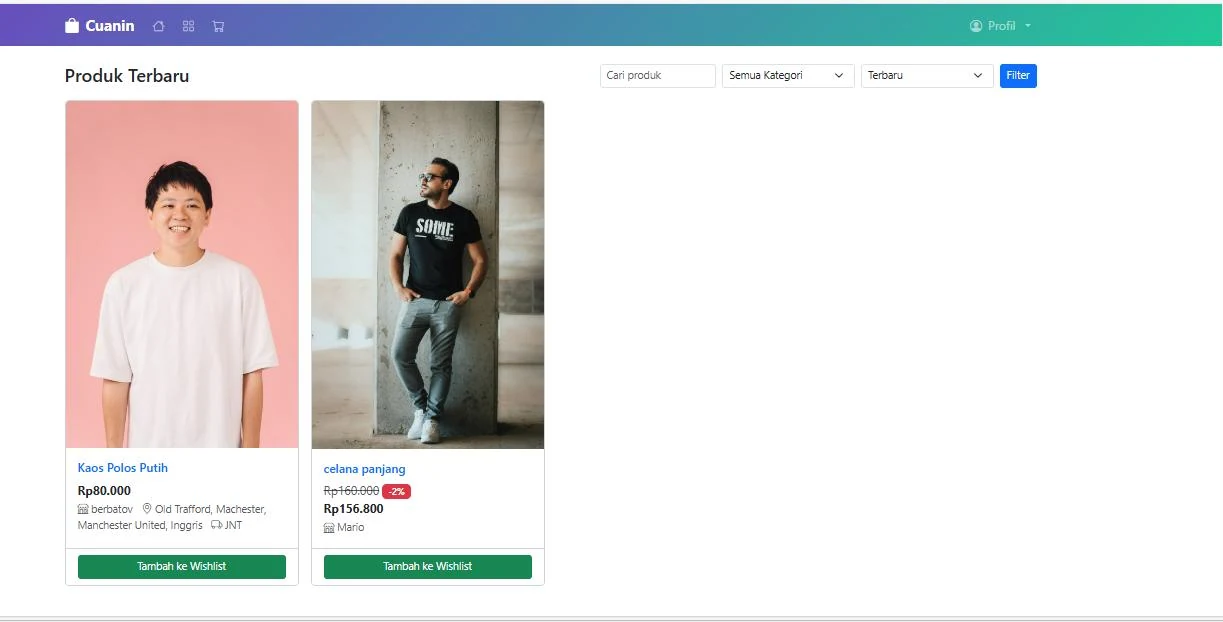 Cuanin
Profil
Produk Terbaru
Cari produk
Semua Kategori
Terbaru
Filter
SOME
Kaos Polos Putih
Rp80.000
berbatov Old Trafford, Machester,
Manchester United, Inggris JNT
Tambah ke Wishlist
celana panjang
Rp160.000 -2%
Rp156.800
Mario
Tambah ke Wishlist